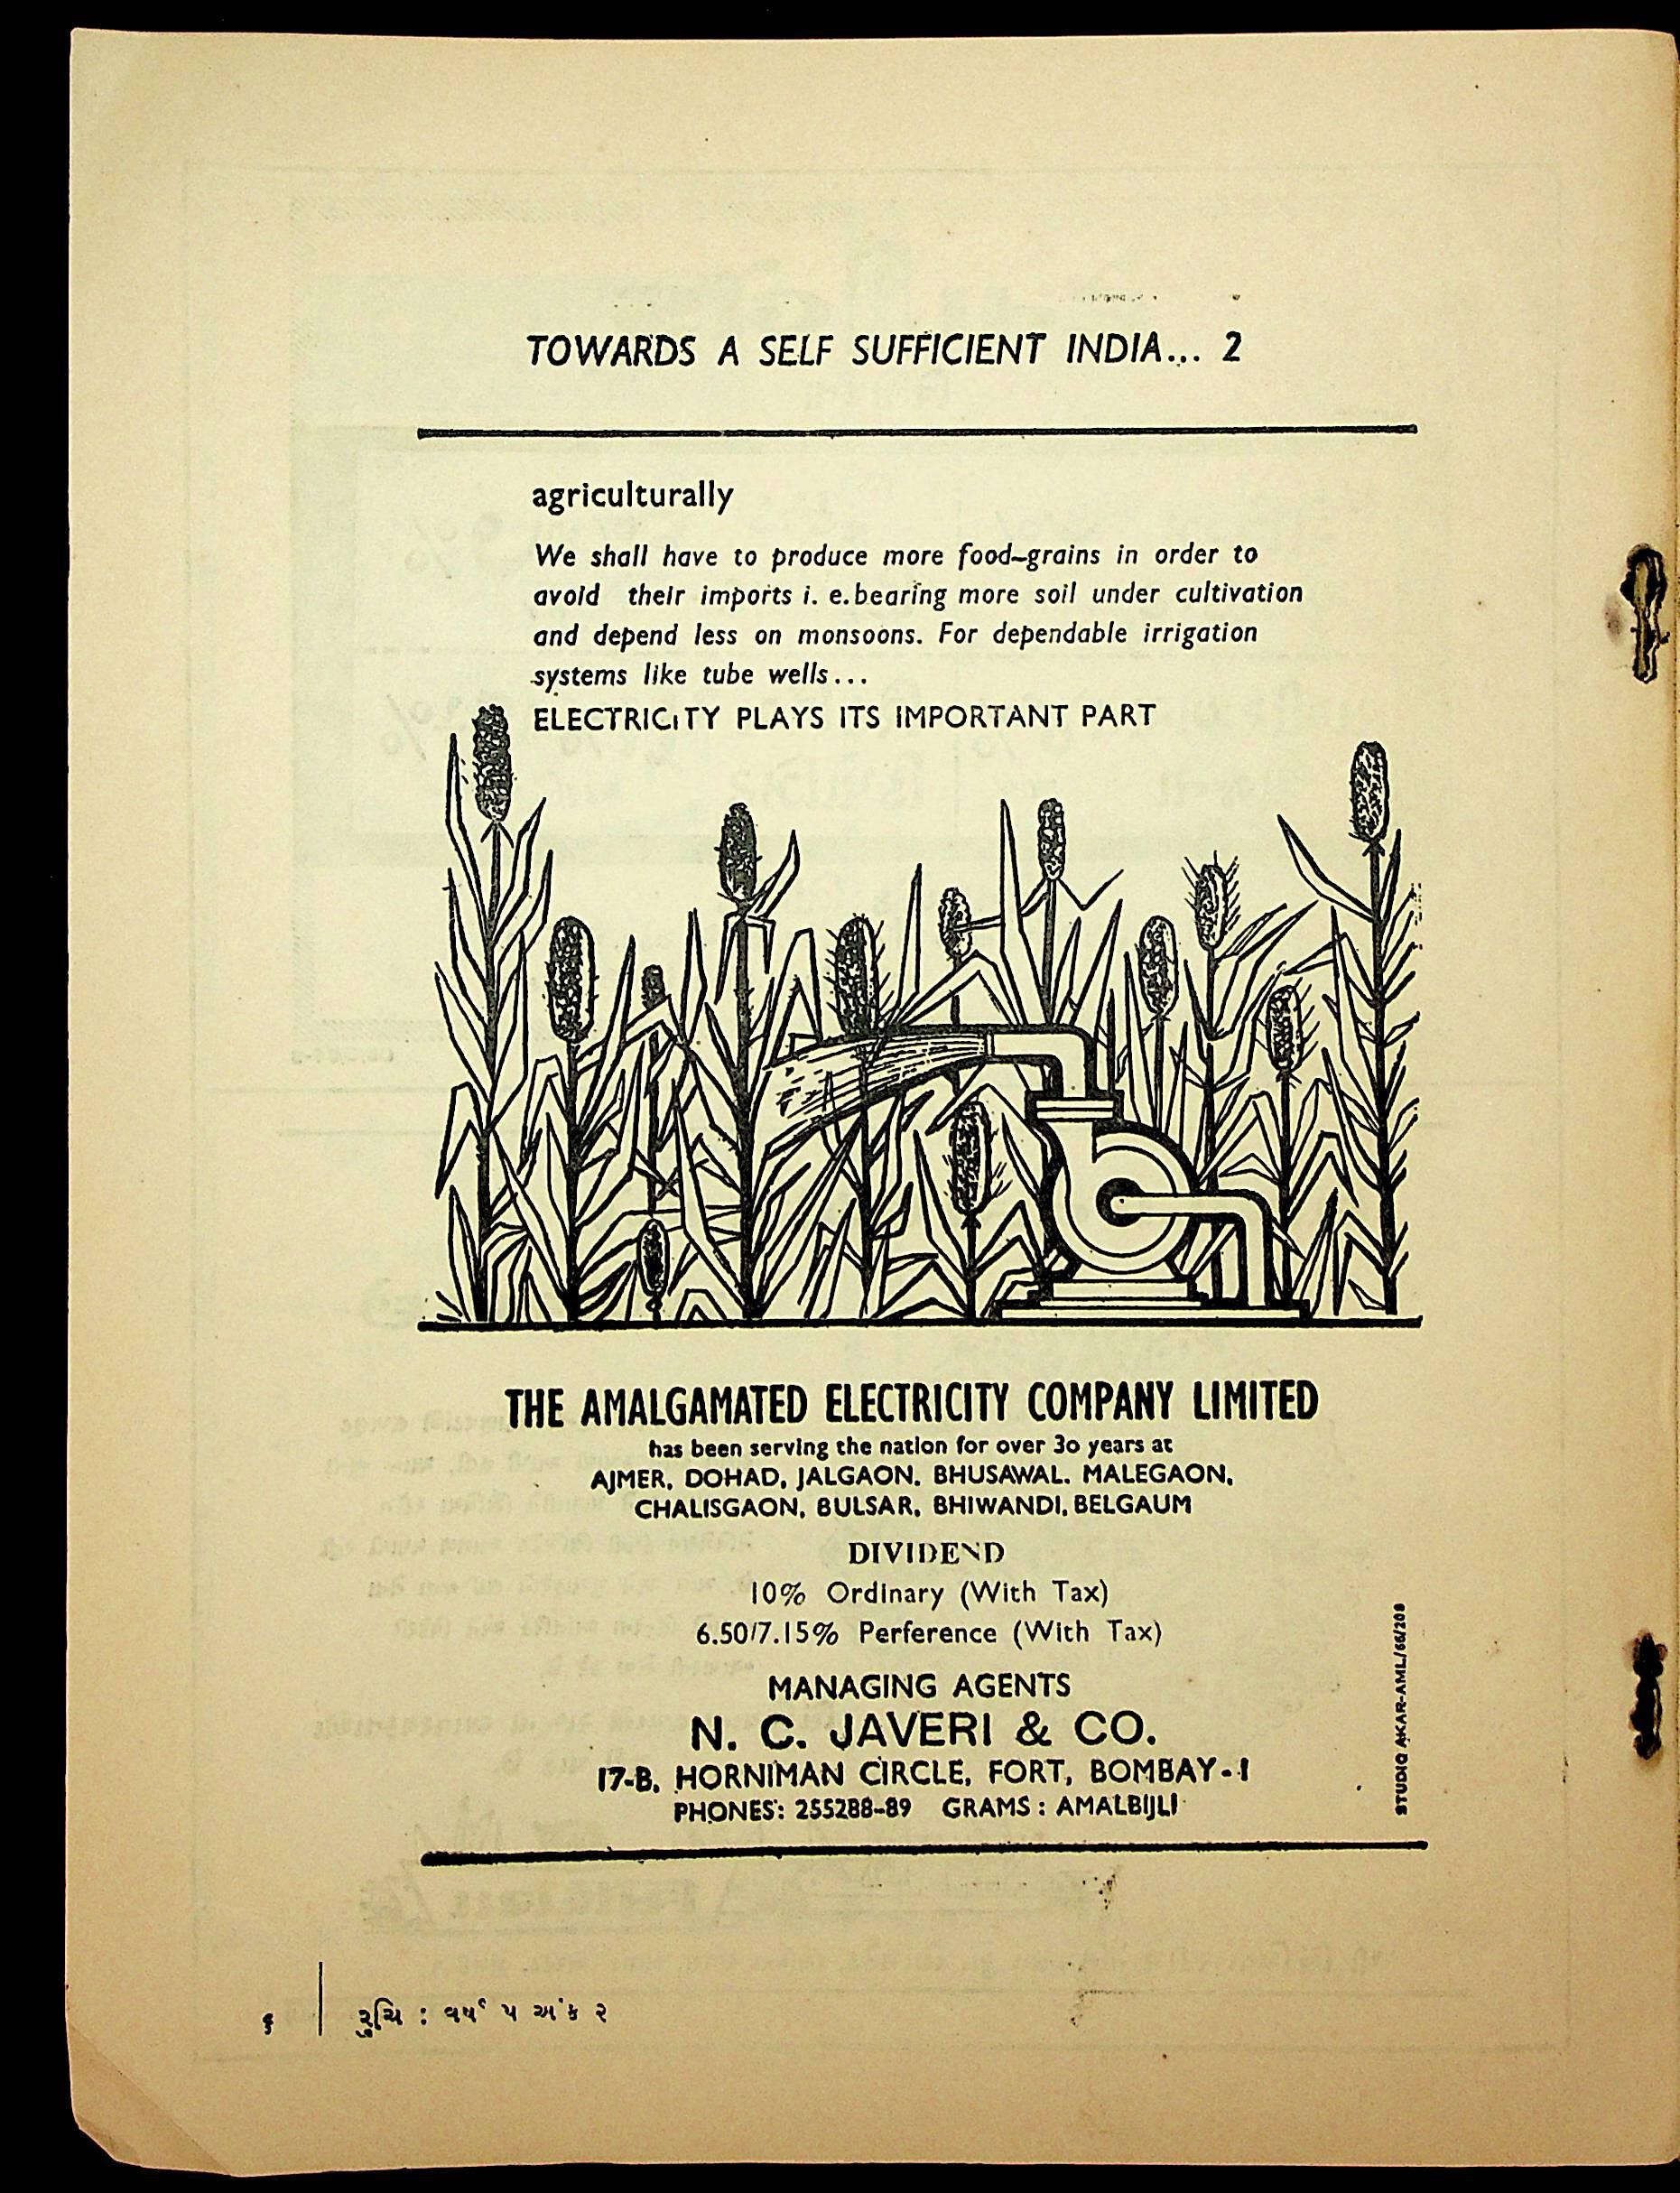 TOWARDS A SELF SUFFICIENT INDIA... 2
agriculturally
We shall have to produce more food-grains in order to
avoid their imports i. e. bearing more soil under cultivation
and depend less on monsoons. For dependable irrigation
systems like tube wells...
ELECTRICITY PLAYS ITS IMPORTANT PART
THE AMALGAMATED ELECTRICITY COMPANY LIMITED
has been serving the nation for over 30 years at
AJMER, DOHAD, JALGAON, BHUSAWAL, MALEGAON,
CHALISGAON, BULSAR, BHIWANDI, BELGAUM
DIVIDEND
10% Ordinary (With Tax)
6.50/7.15% Perference (With Tax)
MANAGING AGENTS
N. C. JAVERI & CO.
17-B, HORNIMAN CIRCLE, FORT, BOMBAY-1
PHONES: 255288-89 GRAMS: AMALBIJLI
STUDIO AKAR-AML/66/208
૬ | રુચિ : વર્ષ ૫ અંક ૨